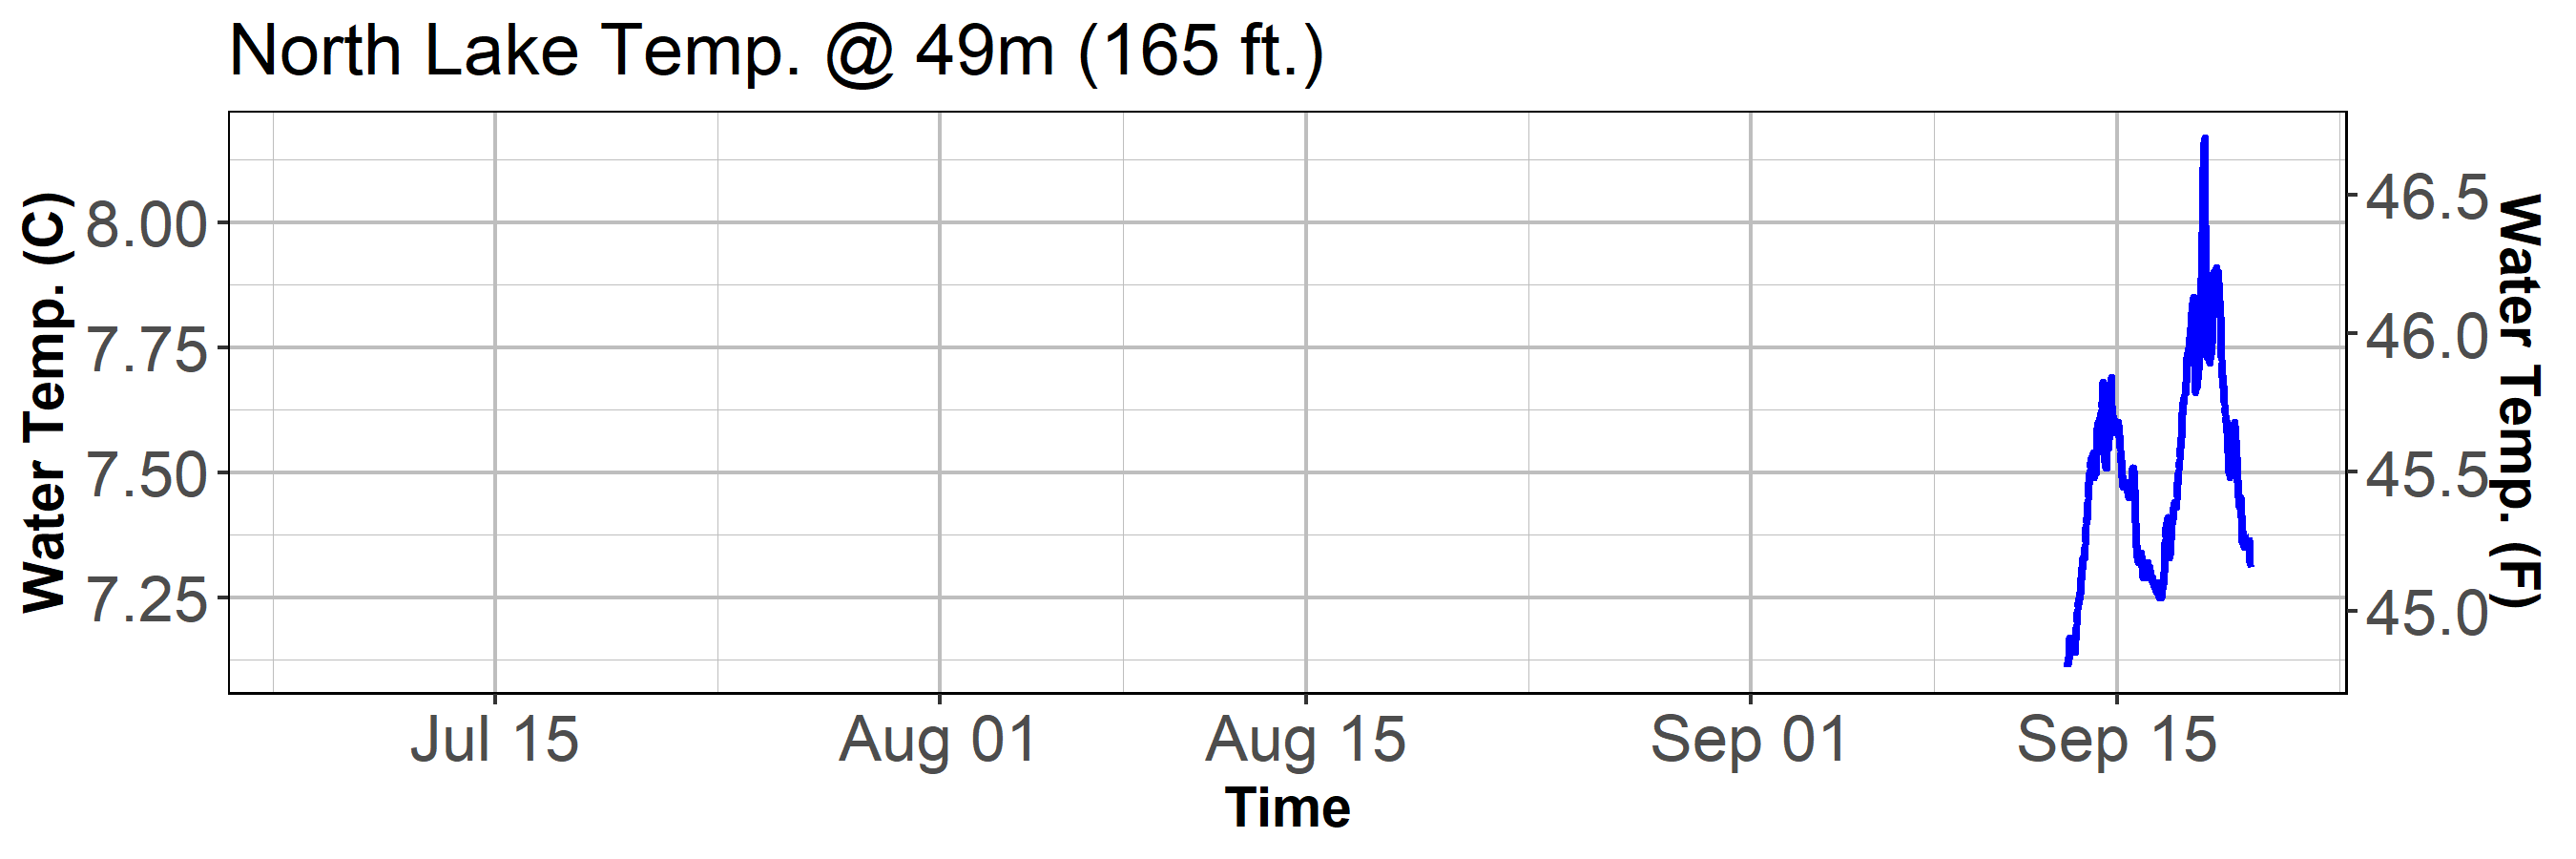 North Lake Temp. @ 49m (165 ft.)
Water Temp. (C)
8.00
7.75
7.50
7.25
46.5
46.0
45.5
45.0
Water Temp. (F)
Jul 15 Aug 01 Aug 15 Sep 01 Sep 15
Time